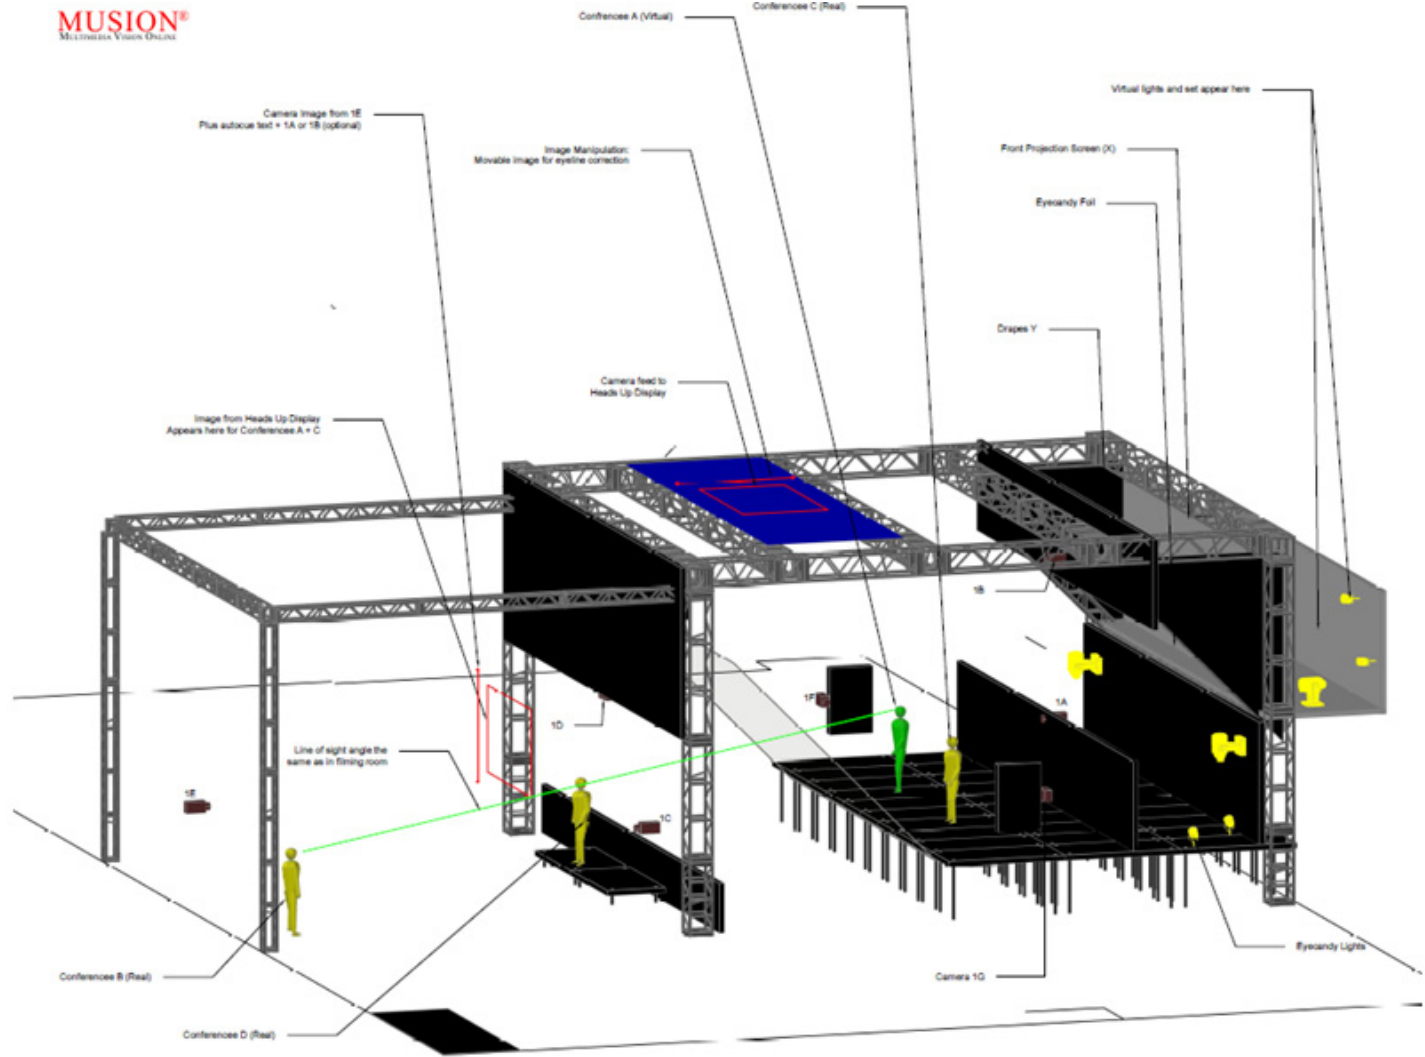 MUSION®
MULTIMEDIA VISION ONLINE
Confrencee A (Virtual)
Conferencee C (Real)
Camera Image from 1E
Plus autocue text + 1A or 1B (optional)
Image Manipulation:
Movable image for eyeline correction
Virtual lights and set appear here
Front Projection Screen (X)
Eyecandy Foil
Drapes Y
Camera feed to
Heads Up Display
Image from Heads Up Display
Appears here for Conferencees A + C
1B
1F
1A
1D
Line of sight angle the
same as in filming room
1E
1C
Eyecandy Lights
Conferencee B (Real)
Camera 1G
Conferencee D (Real)